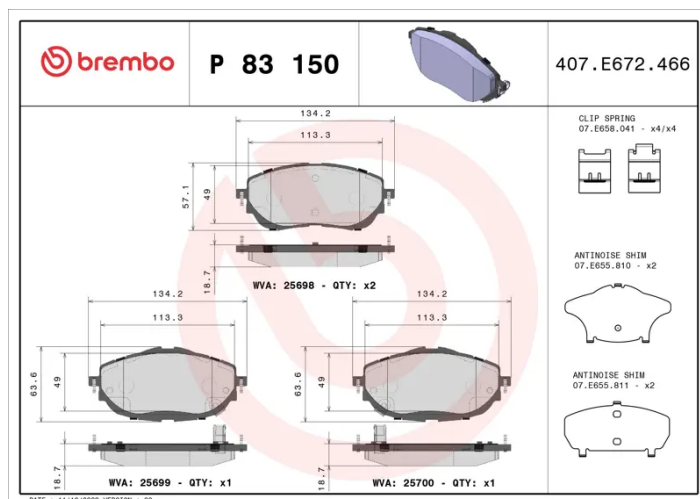 brembo
P 83 150
407.E672.466
134.2
113.3
57.1
49
18.7
WVA: 25698 - QTY: x2
134.2
113.3
63.6
49
18.7
WVA: 25699 - QTY: x1
134.2
113.3
63.6
49
18.7
WVA: 25700 - QTY: x1
CLIP SPRING
07.E658.041 - x4/x4
ANTINOISE SHIM
07.E655.810 - x2
ANTINOISE SHIM
07.E655.811 - x2